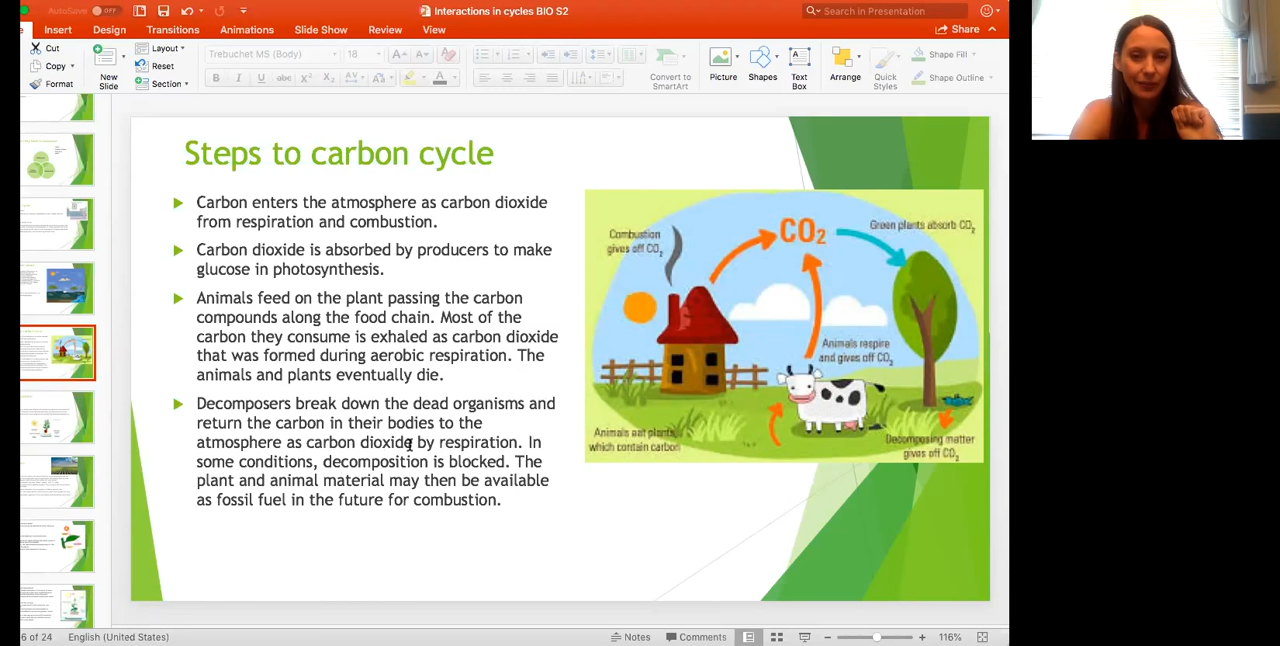 AutoSave OFF
Interactions in cycles BIO S2
Search in Presentation
Insert Design Transitions Animations Slide Show Review View
Share
Cut
Copy
Format
New
Slide
Layout
Reset
Section
Trebuchet MS (Body) 18
Convert to
SmartArt
Picture
Shapes
Text
Box
Arrange
Quick
Styles
Shape Fill
Shape Outline
Steps to carbon cycle
Carbon enters the atmosphere as carbon dioxide
from respiration and combustion.
Carbon dioxide is absorbed by producers to make
glucose in photosynthesis.
Animals feed on the plant passing the carbon
compounds along the food chain. Most of the
carbon they consume is exhaled as carbon dioxide
that was formed during aerobic respiration. The
animals and plants eventually die.
Decomposers break down the dead organisms and
return the carbon in their bodies to the
atmosphere as carbon dioxide by respiration. In
some conditions, decomposition is blocked. The
plant and animal material may then be available
as fossil fuel in the future for combustion.
Combustion
gives off CO₂
CO₂
Green plants absorb CO₂
Animals respire
and gives off CO₂
Animals eat plants,
which contain carbon
Decomposing matter
gives off CO₂
6 of 24 English (United States)
Notes Comments 116%